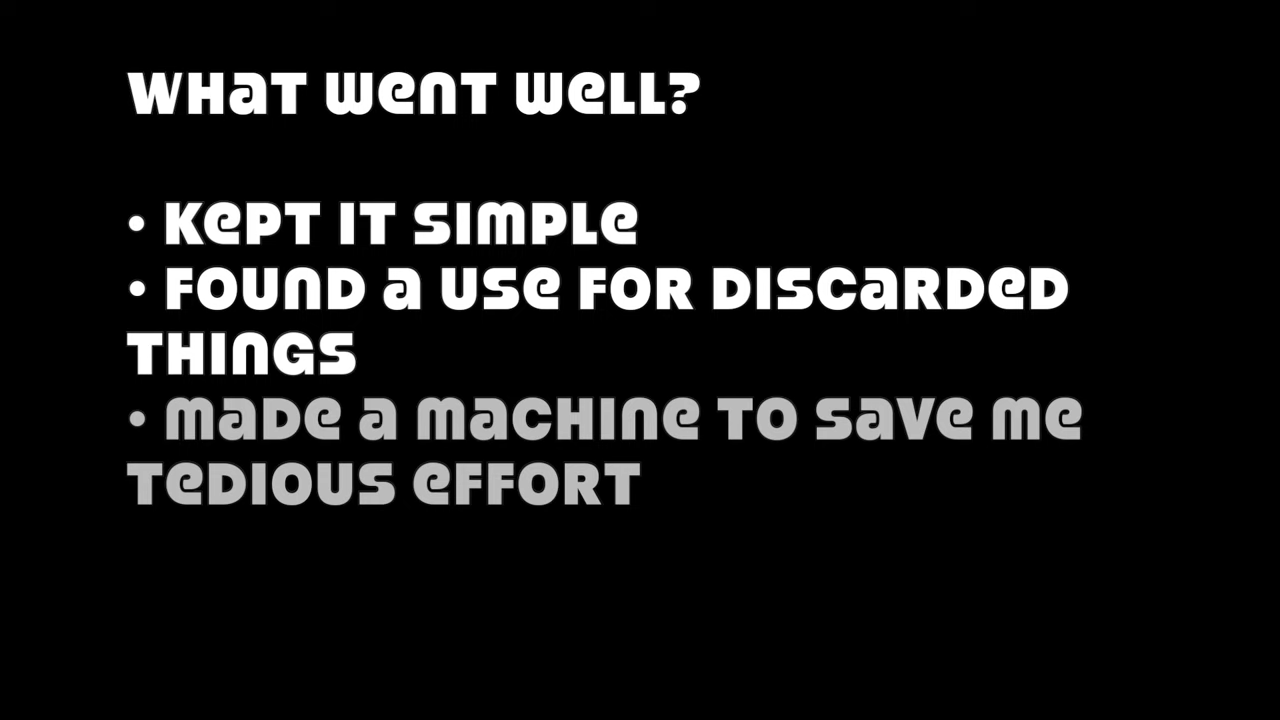 What went well?
• Kept it simple
• Found a use for discarded
things
• Made a machine to save me
tedious effort